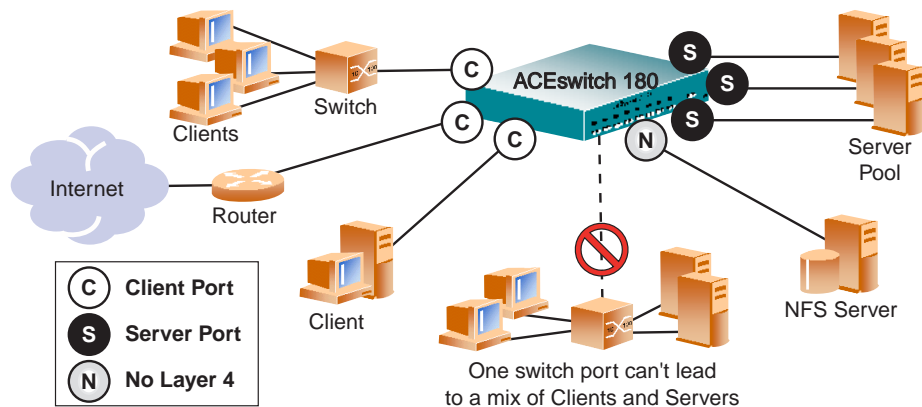 ACEswitch 180
C
C
C
S
S
S
N
Clients
Switch
Server
Pool
Internet
Router
Client
NFS Server
C Client Port
S Server Port
N No Layer 4
One switch port can't lead
to a mix of Clients and Servers